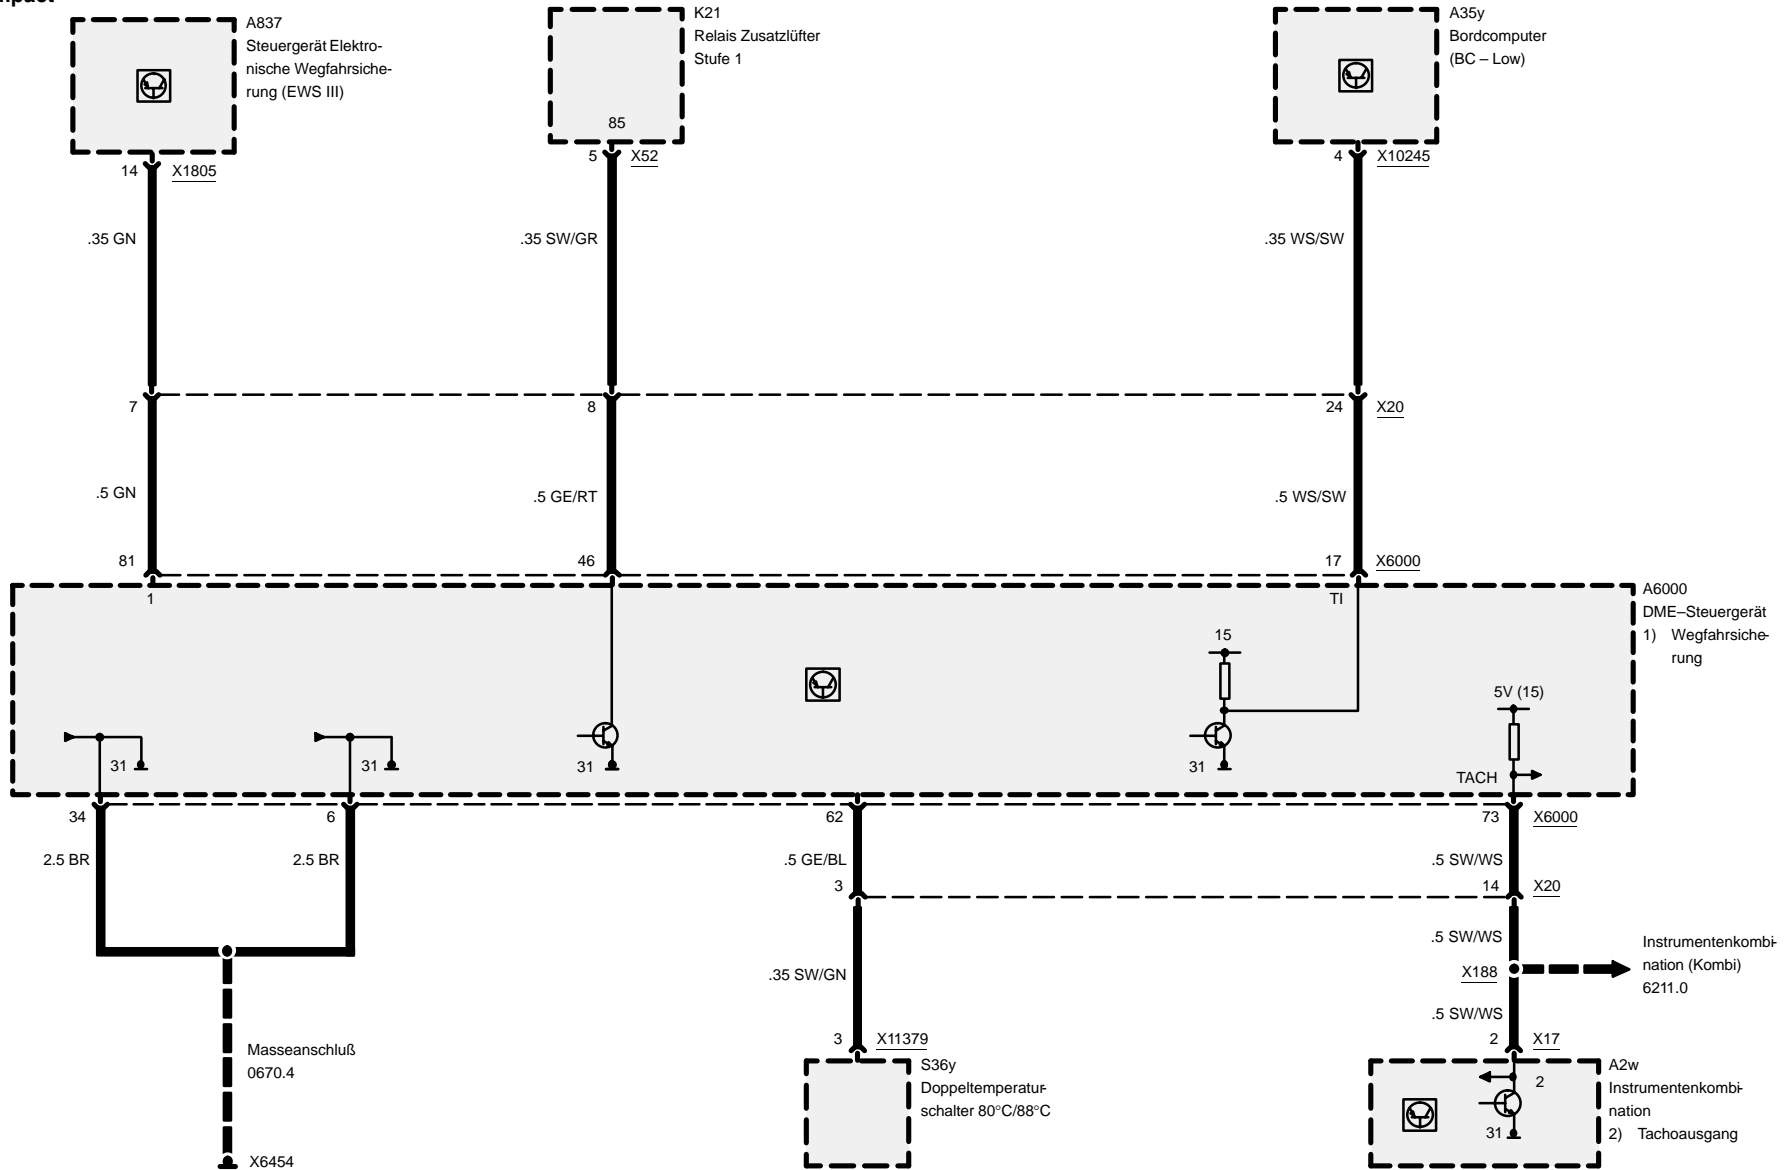 A837
Steuergerät Elektro-
nische Wegfahrsiche-
rung (EWS III)
K21
Relais Zusatzlüfter
Stufe 1
85
A35y
Bordcomputer
(BC – Low)
14 X1805
5 X52
4 X10245
.35 GN
.35 SW/GR
.35 WS/SW
7
8
24 X20
.5 GN
.5 GE/RT
.5 WS/SW
81
46
17 X6000
1
TI
A6000
DME–Steuergerät
1) Wegfahrsiche-
rung
15
5V (15)
31
31
31
31
TACH
34
6
62
73 X6000
2.5 BR
2.5 BR
.5 GE/BL
.5 SW/WS
3
14 X20
.5 SW/WS
.35 SW/GN
X188
Instrumentenkombi-
nation (Kombi)
6211.0
.5 SW/WS
Masseanschluß
0670.4
3 X11379
2 X17
S36y
Doppeltemperatur-
schalter 80°C/88°C
A2w
Instrumentenkombi-
nation
2) Tachoausgang
2
31
X6454